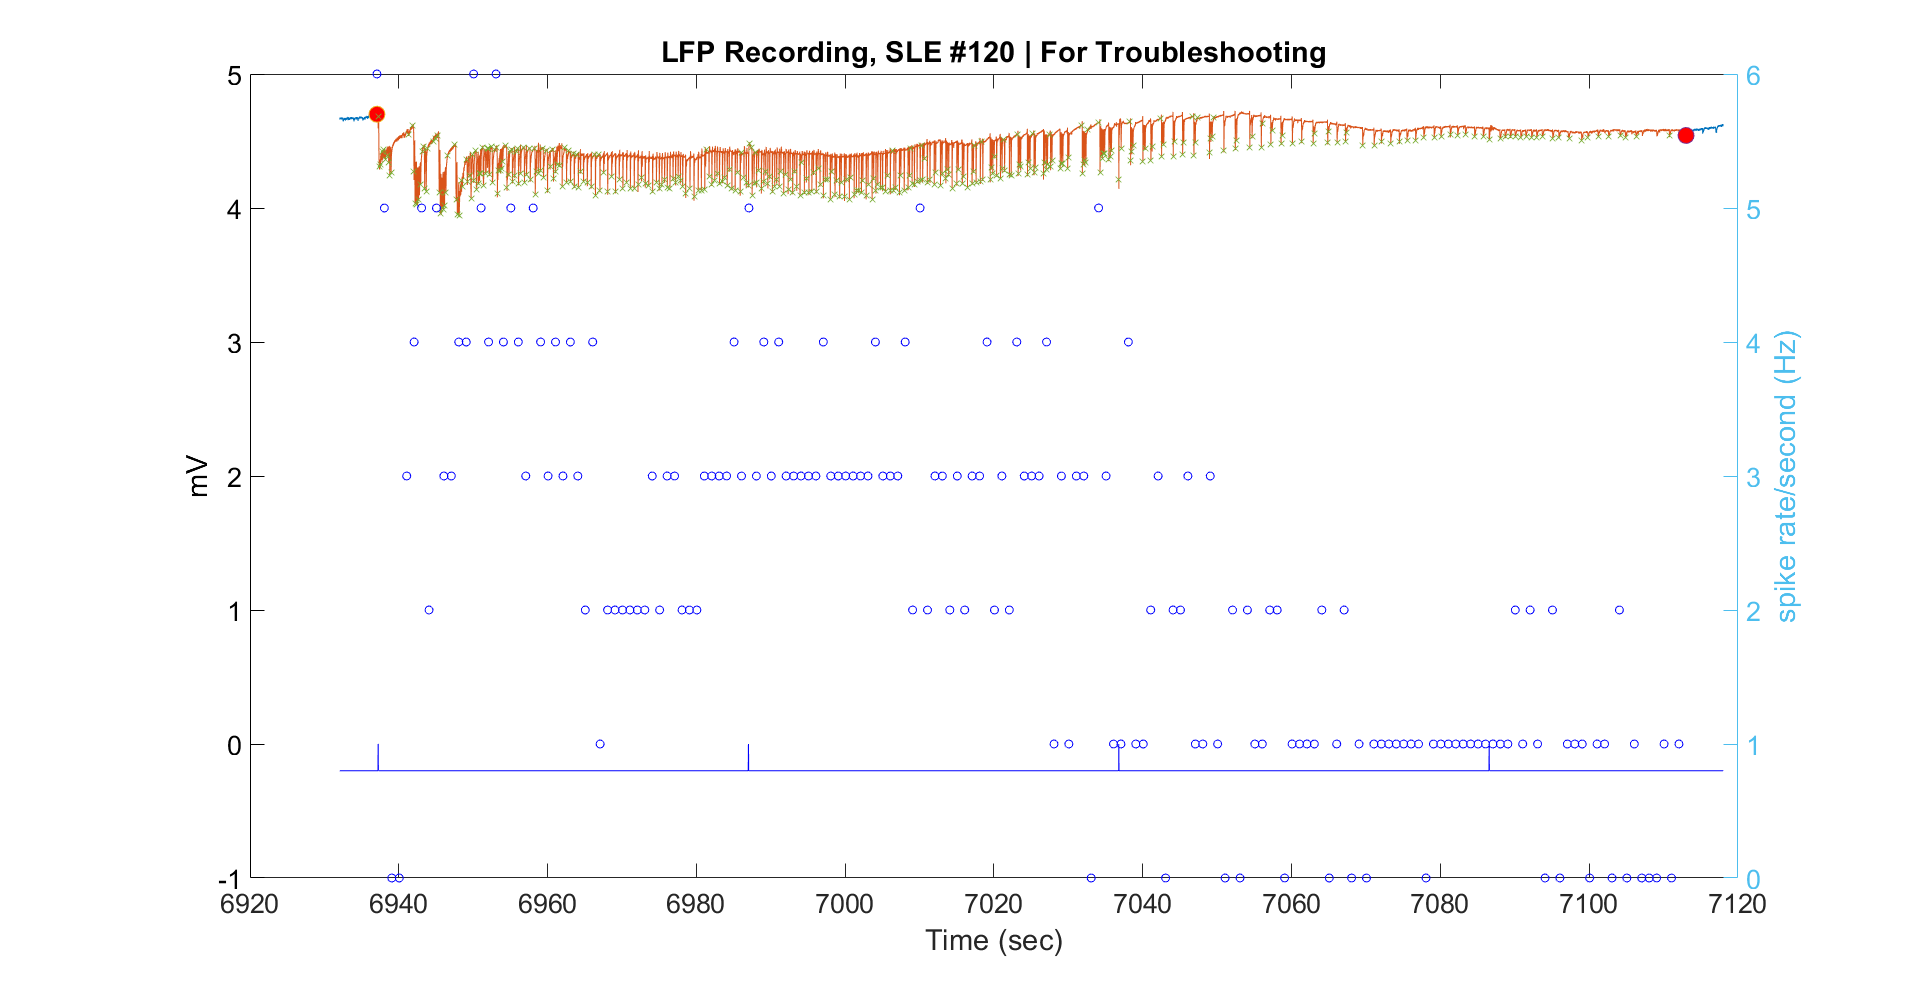 LFP Recording, SLE #120 | For Troubleshooting
5
4
3
2
1
0
-1
mV
6
5
4
3
2
1
0
spike rate/second (Hz)
6920 6940 6960 6980 7000 7020 7040 7060 7080 7100 7120
Time (sec)